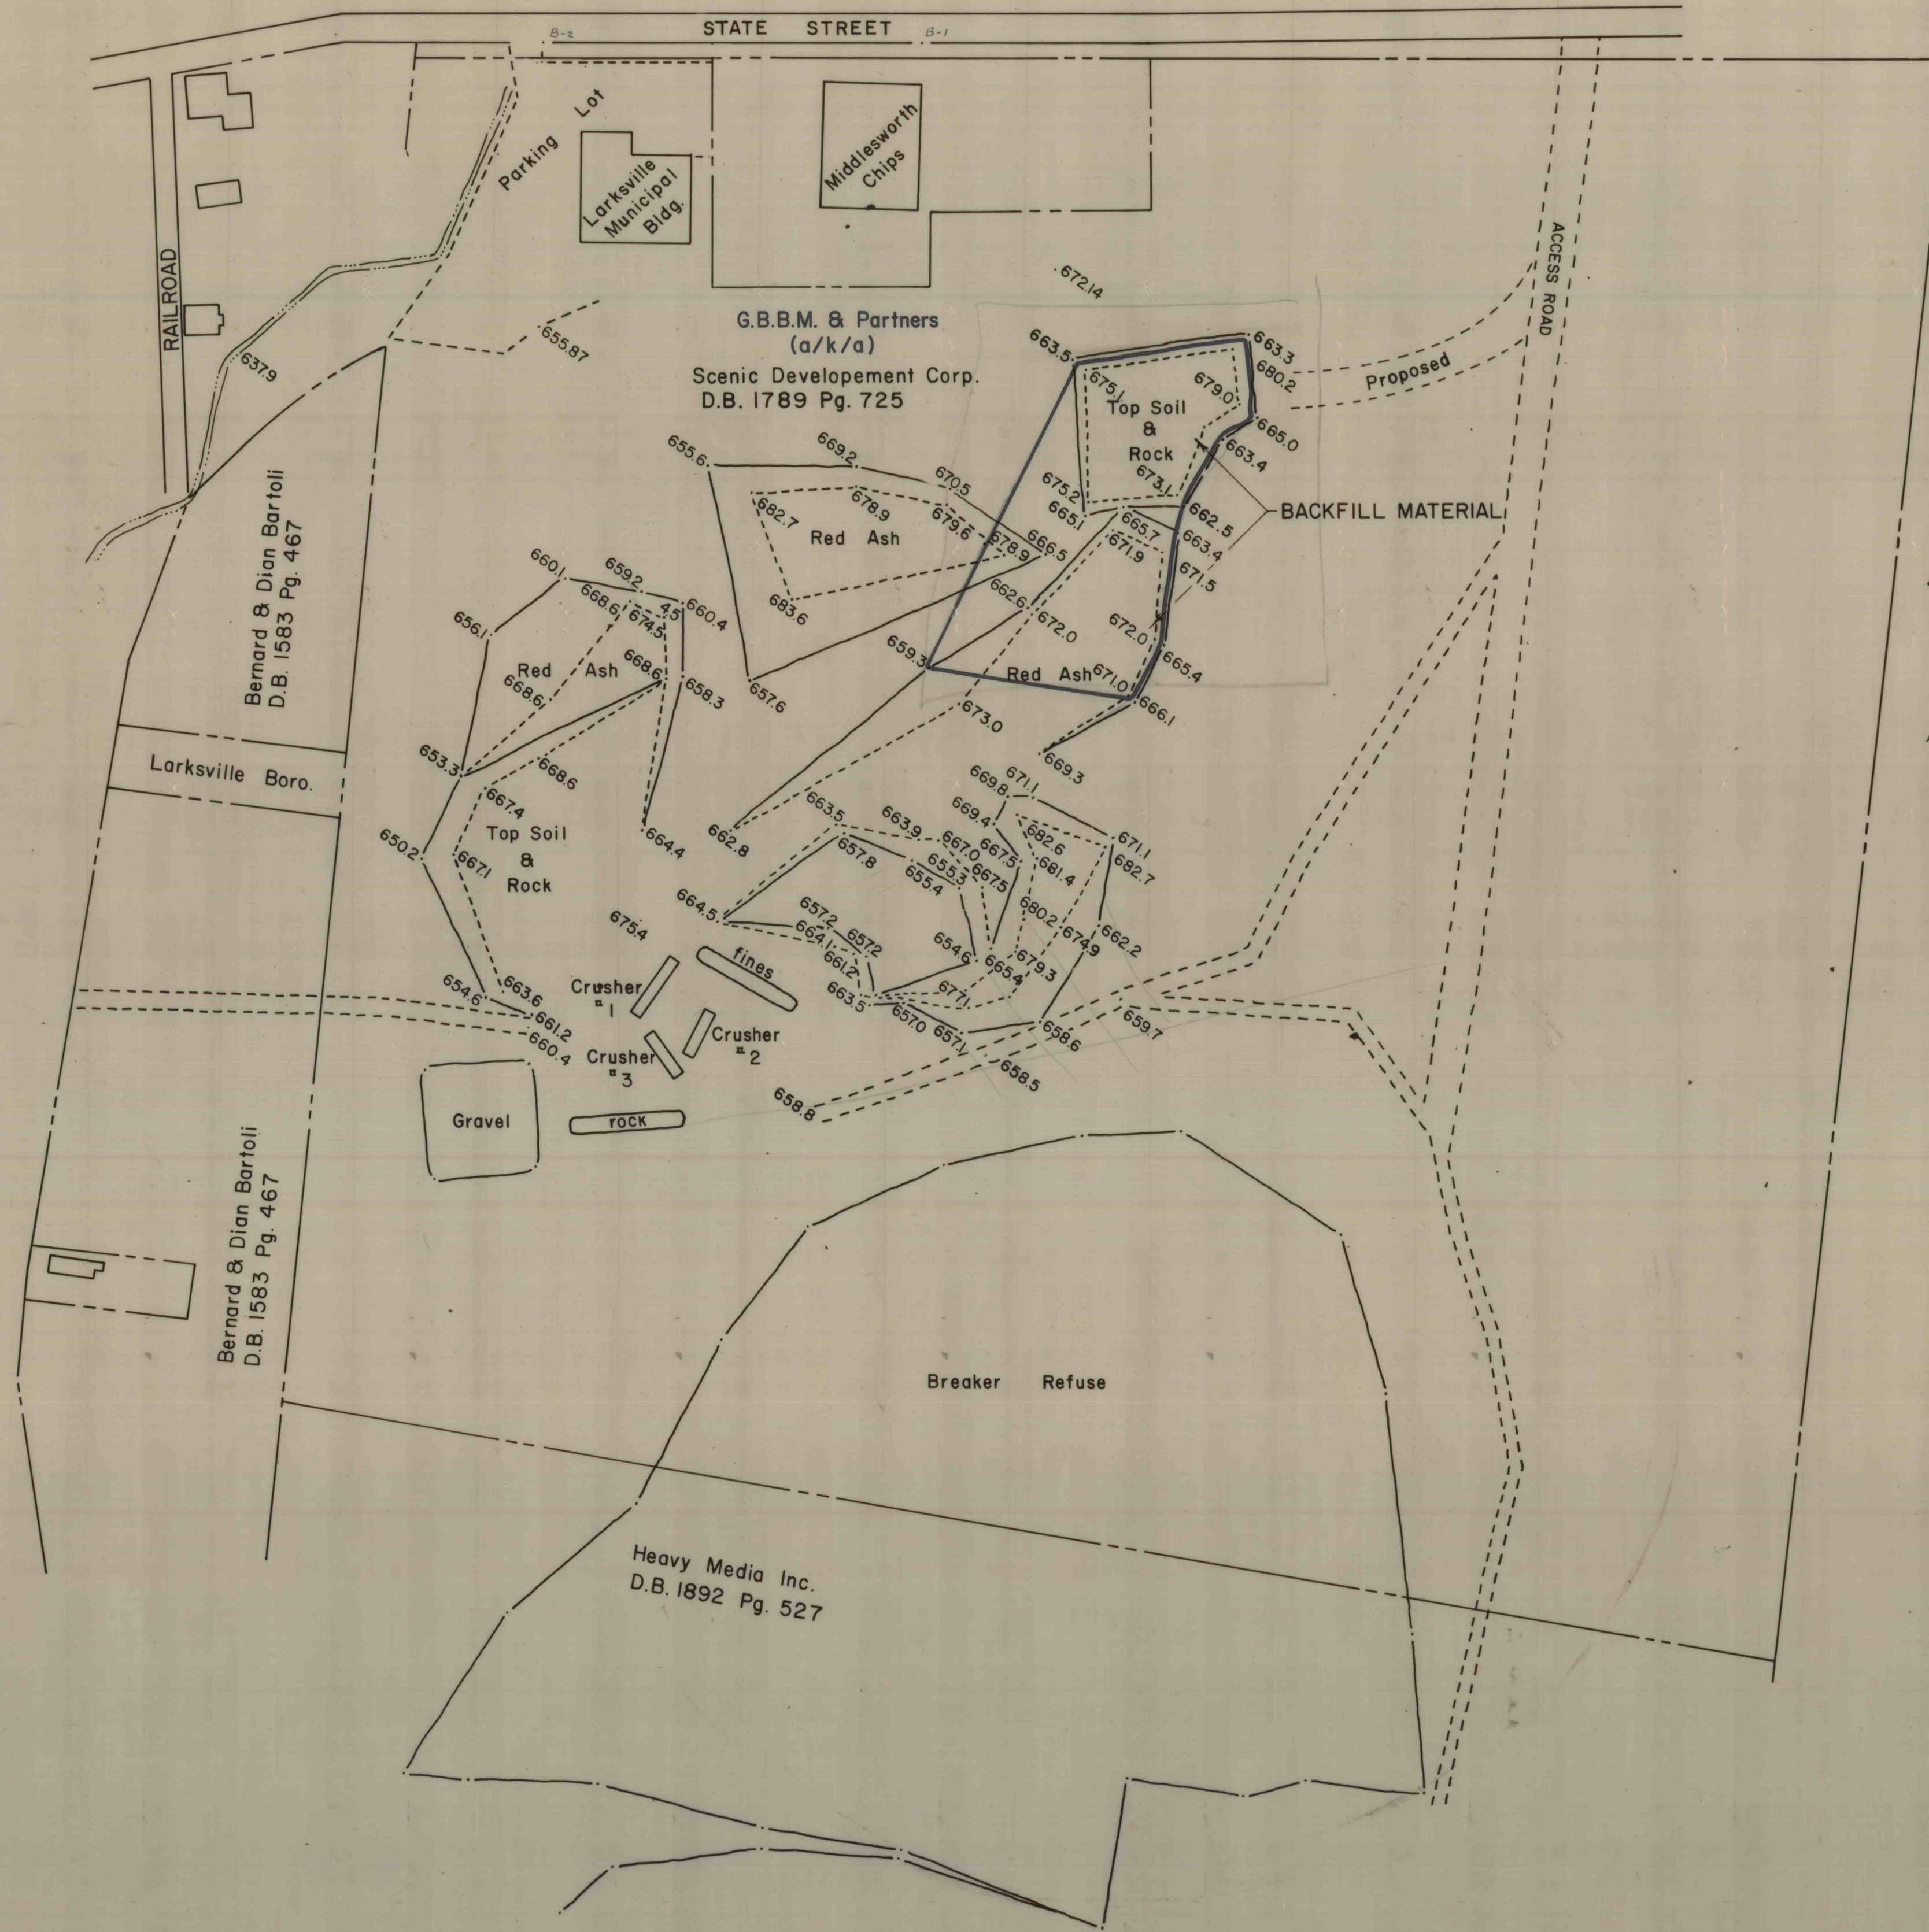 STATE STREET
B-2
B-1
RAILROAD
Parking Lot
Larksville
Municipal
Bldg.
Middlesworth
Chips
ACCESS ROAD
637.9
655.87
672.14
G.B.B.M. & Partners
(a/k/a)
Scenic Developement Corp.
D.B. 1789 Pg. 725
663.5
663.3
680.2
675.1
679.0
Top Soil
&
Rock
Proposed
665.0
663.4
673.1
675.2
665.1
665.7
662.5
BACKFILL MATERIAL
663.4
671.9
671.5
655.6
669.2
670.5
682.7
678.9
679.6
678.9
666.5
Red Ash
683.6
662.6
672.0
672.0
665.4
659.3
Red Ash
671.0
666.1
657.6
673.0
669.3
Bernard & Dian Bartoli
D.B. 1583 Pg. 467
660.1
659.2
668.6
674.5
4.5
660.4
656.1
Red Ash
668.6
668.6
658.3
Larksville Boro.
653.3
668.6
667.4
Top Soil
&
Rock
650.2
667.1
664.4
662.8
669.8
671.1
669.4
663.5
663.9
667.0
667.5
682.6
671.1
682.7
681.4
657.8
655.3
655.4
667.5
664.5
657.2
657.2
664.1
661.2
680.2
674.9
662.2
654.6
665.4
679.3
677.1
663.5
657.0
657.1
658.6
659.7
658.5
658.8
675.4
fines
Crusher
#1
Crusher
#2
Crusher
#3
654.6
663.6
661.2
660.4
Gravel
rock
Bernard & Dian Bartoli
D.B. 1583 Pg. 467
Breaker Refuse
Heavy Media Inc.
D.B. 1892 Pg. 527